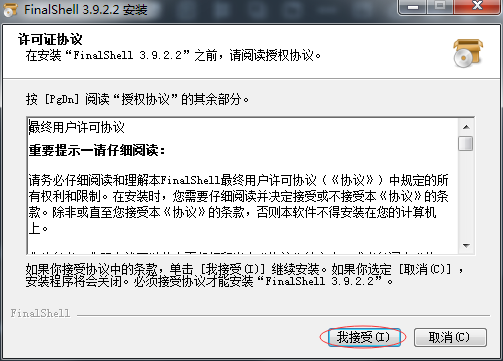 FinalShell 3.9.2.2 安装
许可证协议
在安装“FinalShell 3.9.2.2”之前，请阅读授权协议。
按 [PgDn] 阅读“授权协议”的其余部分。
最终用户许可协议
重要提示—请仔细阅读：
请务必仔细阅读和理解本FinalShell最终用户许可协议（《协议》）中规定的所
有权利和限制。在安装时，您需要仔细阅读并决定接受或不接受本《协议》的条
款。除非或直至您接受本《协议》的条款，否则本软件不得安装在您的计算机
上。
如果你接受协议中的条款，单击 [我接受(I)] 继续安装。如果你选定 [取消(C)] ，
安装程序将会关闭。必须接受协议才能安装“FinalShell 3.9.2.2”。
FinalShell
我接受(I)
取消(C)